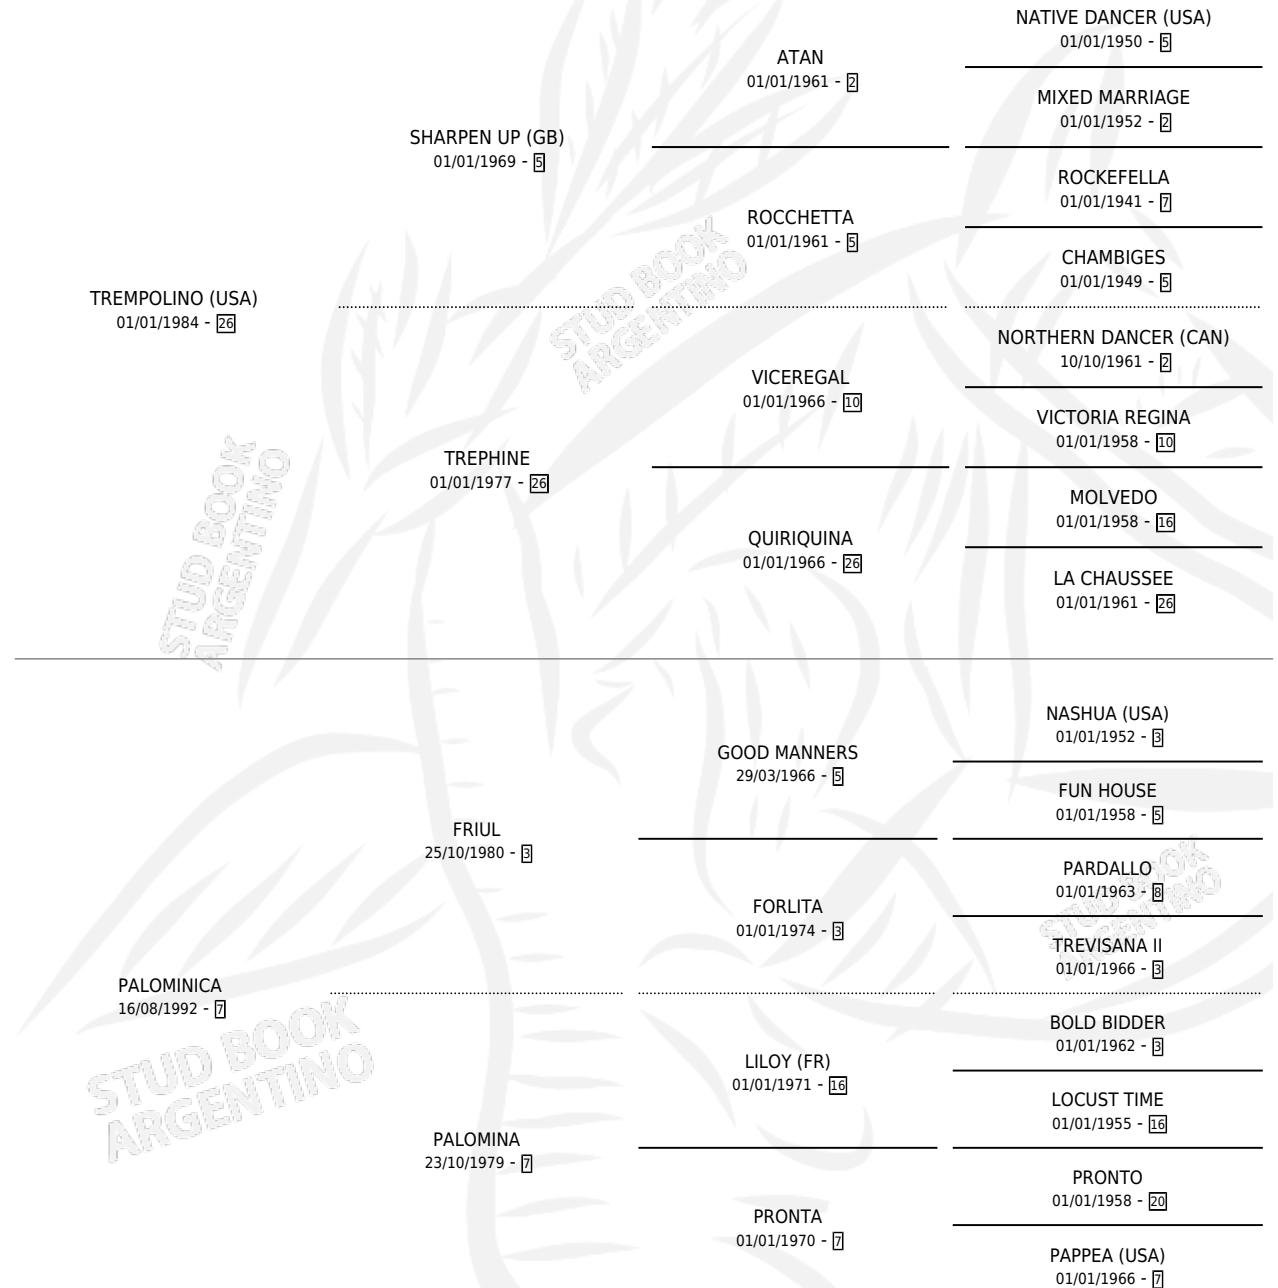 NATIVE DANCER (USA)
01/01/1950 - 5
ATAN
01/01/1961 - 2
MIXED MARRIAGE
01/01/1952 - 2
SHARPEN UP (GB)
01/01/1969 - 5
ROCKEFELLA
01/01/1941 - 7
ROCCHETTA
01/01/1961 - 5
CHAMBIGES
01/01/1949 - 5
TREMPOLINO (USA)
01/01/1984 - 26
NORTHERN DANCER (CAN)
10/10/1961 - 2
VICEREGAL
01/01/1966 - 10
VICTORIA REGINA
01/01/1958 - 10
TREPHINE
01/01/1977 - 26
MOLVEDO
01/01/1958 - 16
QUIRIQUINA
01/01/1966 - 26
LA CHAUSSEE
01/01/1961 - 26
STUD BOOK
ARGENTINO
STUD BOOK
ARGENTINO
NASHUA (USA)
01/01/1952 - 3
GOOD MANNERS
29/03/1966 - 5
FUN HOUSE
01/01/1958 - 5
FRIUL
25/10/1980 - 3
PARDALLO
01/01/1963 - 8
FORLITA
01/01/1974 - 3
TREVISANA II
01/01/1966 - 3
STUD BOOK
ARGENTINO
PALOMINICA
16/08/1992 - 7
BOLD BIDDER
01/01/1962 - 3
LILOY (FR)
01/01/1971 - 16
LOCUST TIME
01/01/1955 - 16
PALOMINA
23/10/1979 - 7
PRONTO
01/01/1958 - 20
PRONTA
01/01/1970 - 7
PAPPEA (USA)
01/01/1966 - 7
STUD BOOK
ARGENTINO